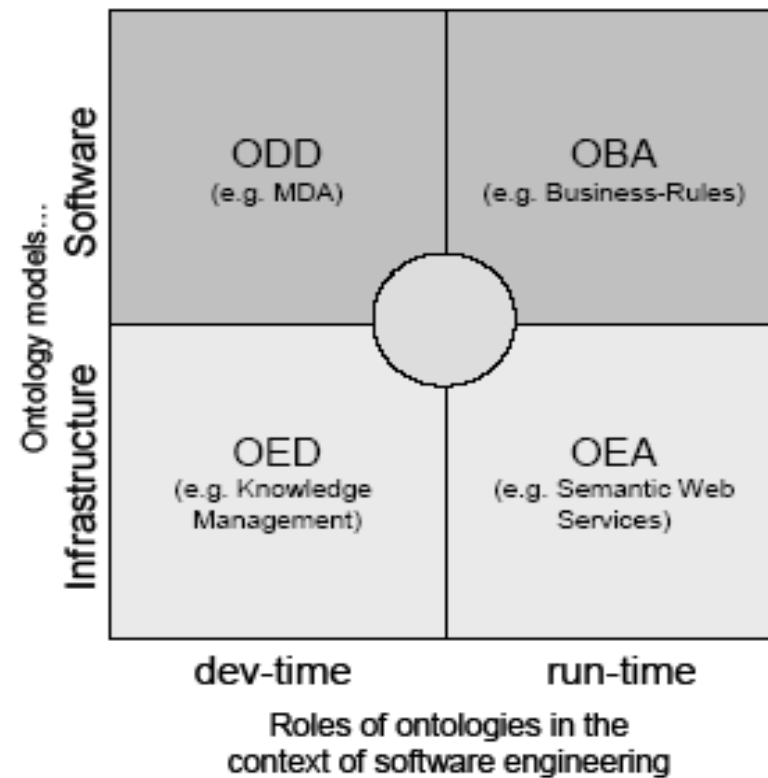 Ontology models...
Software
Infrastructure
ODD
(e.g. MDA)
OBA
(e.g. Business-Rules)
OED
(e.g. Knowledge
Management)
OEA
(e.g. Semantic Web
Services)
dev-time
run-time
Roles of ontologies in the
context of software engineering